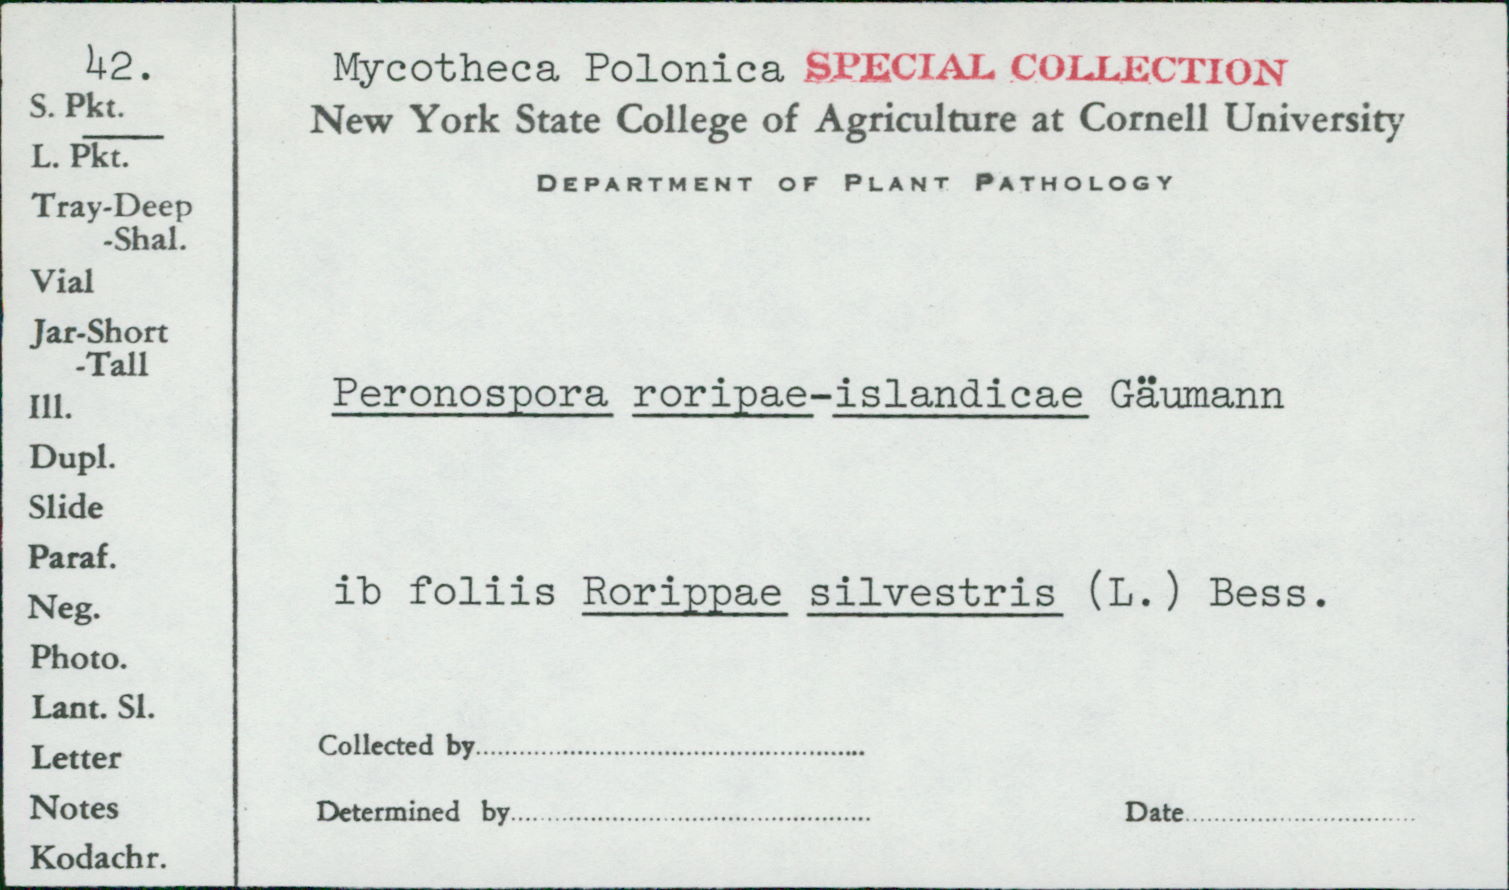 42.
S. Pkt.
L. Pkt.
Tray-Deep
-Shal.
Vial
Jar-Short
-Tall
Ill.
Dupl.
Slide
Paraf.
Neg.
Photo.
Lant. Sl.
Letter
Notes
Kodachr.
Mycotheca Polonica SPECIAL COLLECTION
New York State College of Agriculture at Cornell University
DEPARTMENT OF PLANT PATHOLOGY
Peronospora roripae-islandicae Gäumann
ib foliis Rorippae silvestris (L.) Bess.
Collected by
Determined by Date